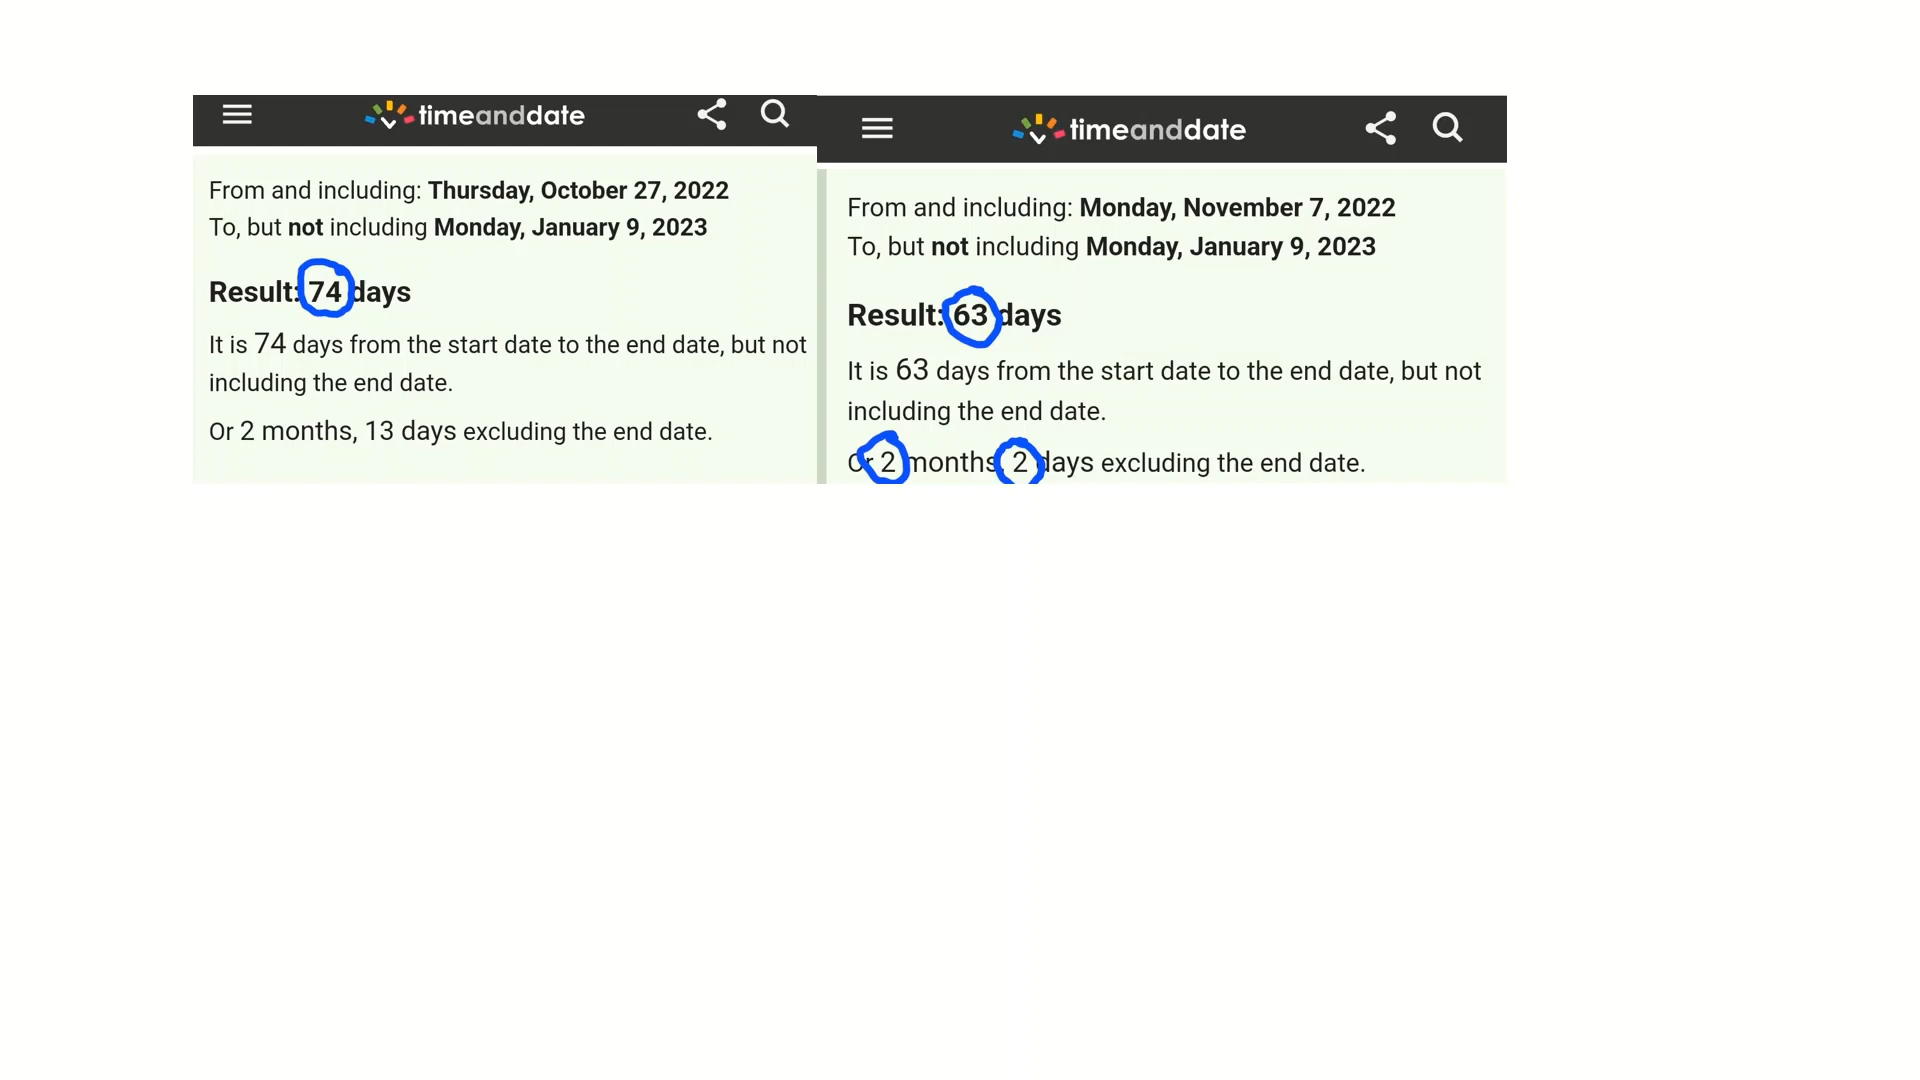 timeanddate
From and including: Thursday, October 27, 2022
To, but not including Monday, January 9, 2023
Result: 74 days
It is 74 days from the start date to the end date, but not
including the end date.
Or 2 months, 13 days excluding the end date.
timeanddate
From and including: Monday, November 7, 2022
To, but not including Monday, January 9, 2023
Result: 63 days
It is 63 days from the start date to the end date, but not
including the end date.
Or 2 months, 2 days excluding the end date.